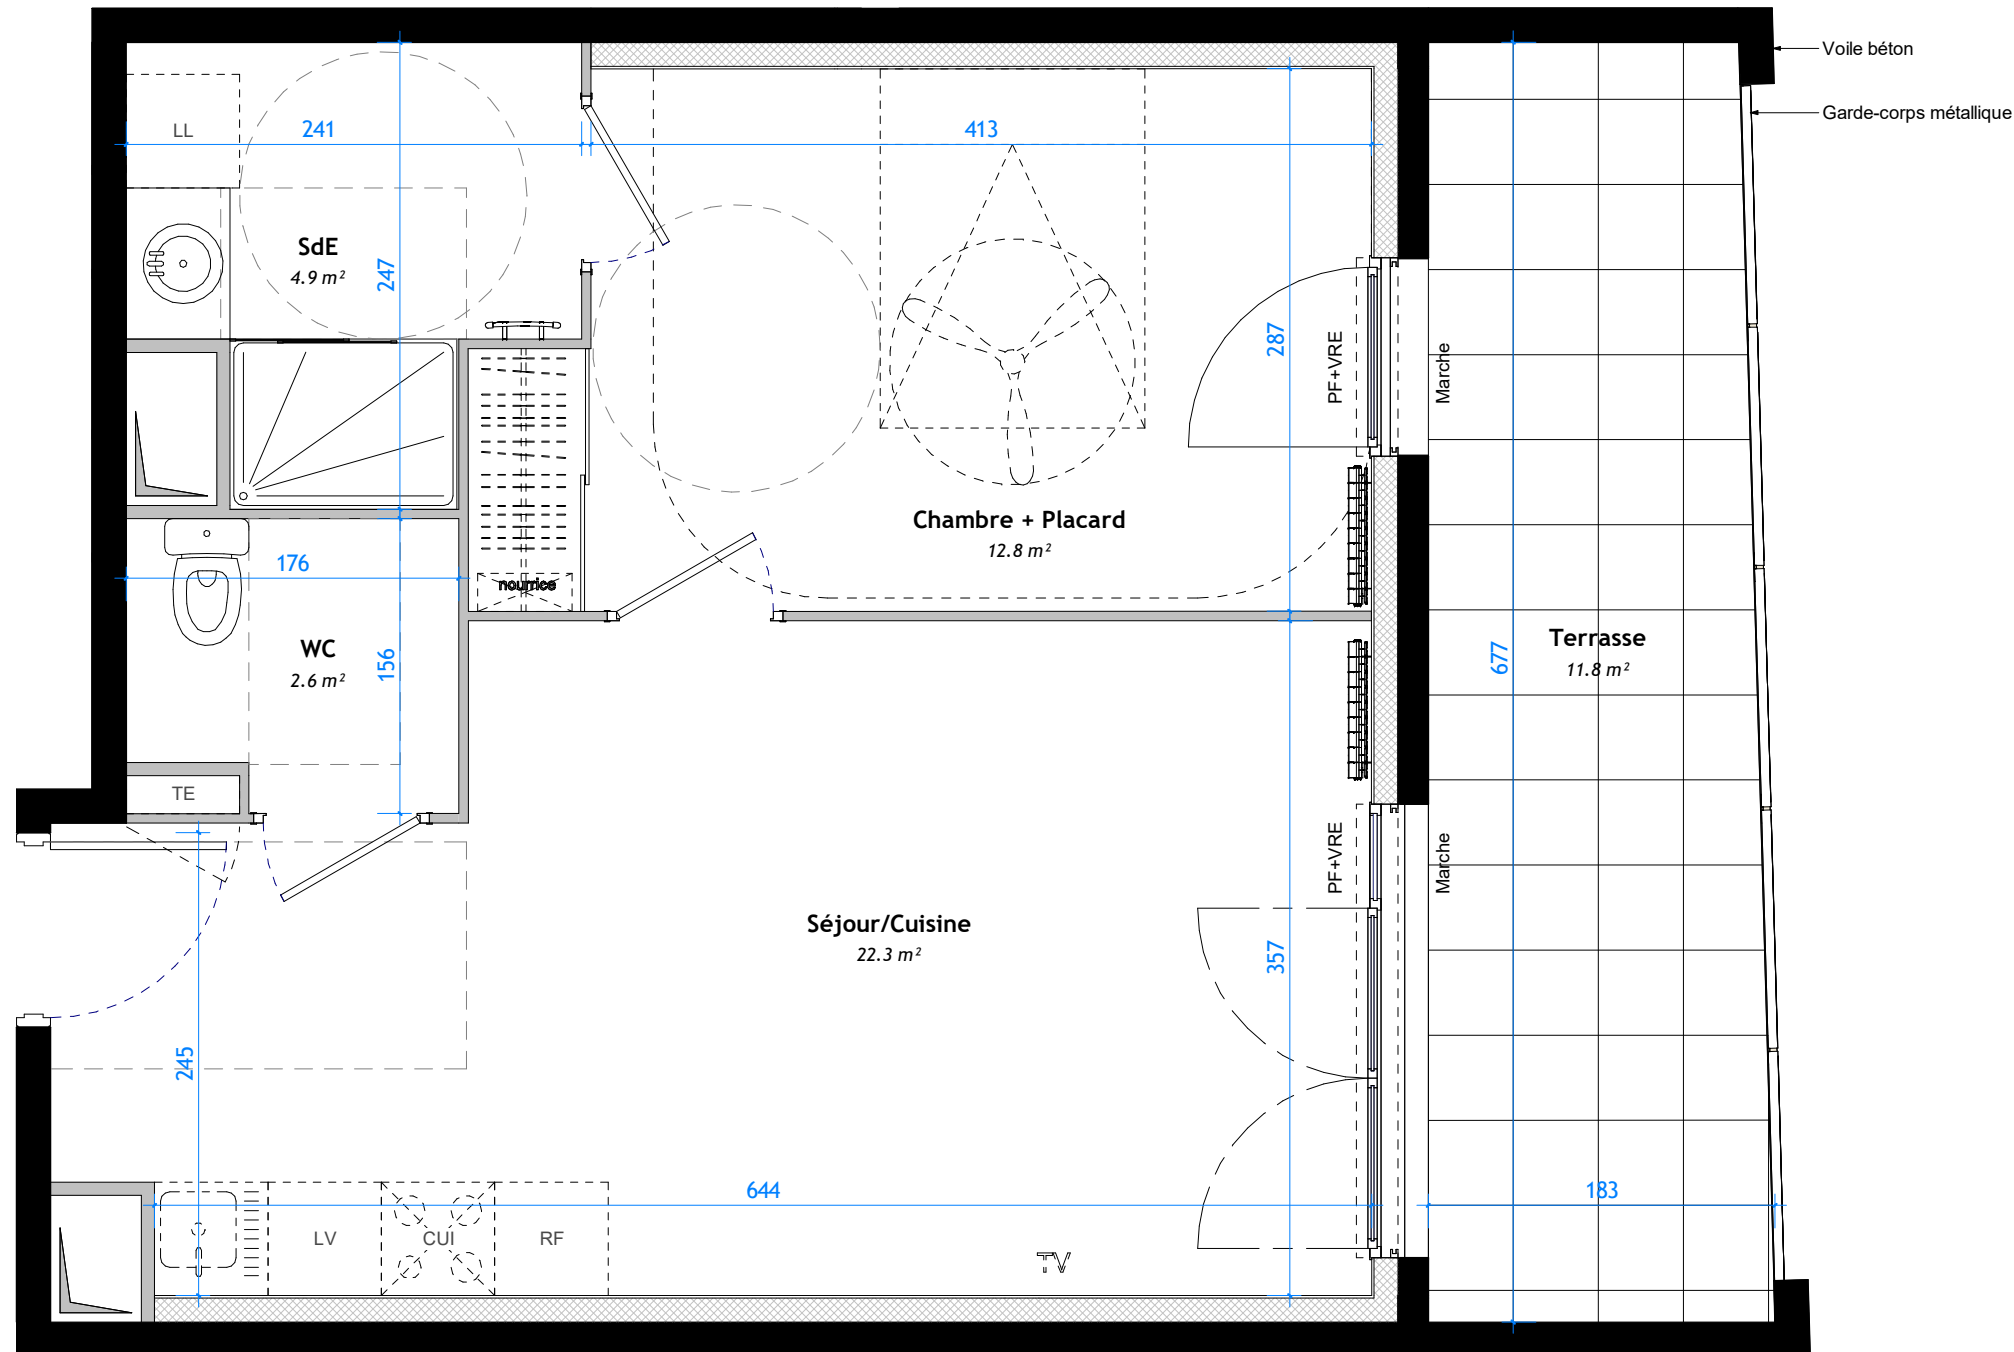 Voile béton
Garde-corps métallique
LL
241
413
SdE
4.9 m²
247
287
PF+VRE
Marche
Chambre + Placard
12.8 m²
176
nourrice
WC
2.6 m²
156
Terrasse
11.8 m²
677
TE
PF+VRE
Marche
Séjour/Cuisine
22.3 m²
357
245
644
183
LV
CUI
RF
TV